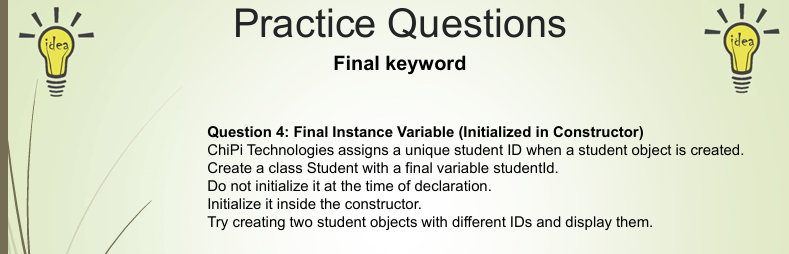 Practice Questions
idea
idea
Final keyword
Question 4: Final Instance Variable (Initialized in Constructor)
ChiPi Technologies assigns a unique student ID when a student object is created.
Create a class Student with a final variable studentId.
Do not initialize it at the time of declaration.
Initialize it inside the constructor.
Try creating two student objects with different IDs and display them.